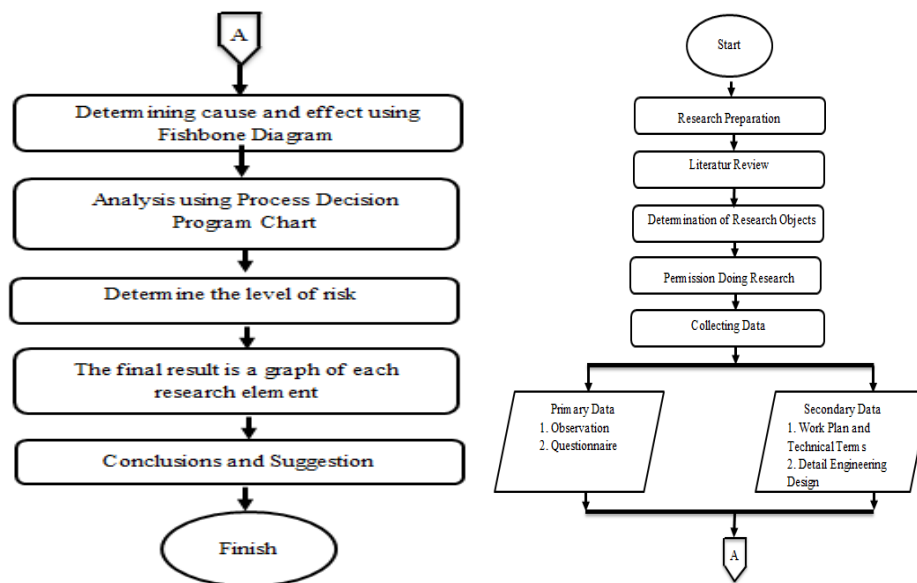 A
Determining cause and effect using
Fishbone Diagram
Analysis using Process Decision
Program Chart
Determine the level of risk
The final result is a graph of each
research element
Conclusions and Suggestion
Finish
Start
Research Preparation
Literatur Review
Determination of Research Objects
Permission Doing Research
Collecting Data
Primary Data
1. Observation
2. Questionnaire
Secondary Data
1. Work Plan and
Technical Terms
2. Detail Engineering
Design
A